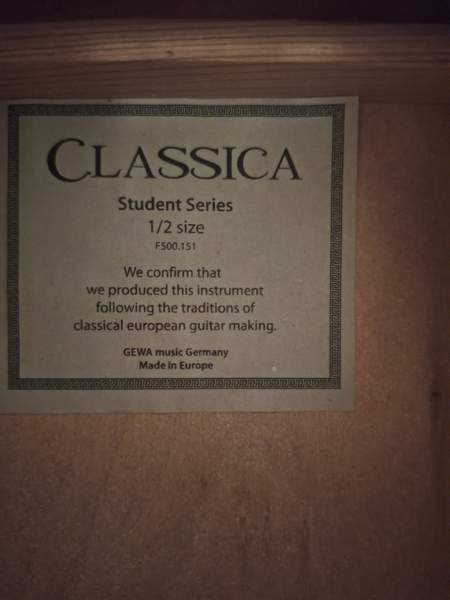 CLASSICA
Student Series
1/2 size
F500.151
We confirm that
we produced this instrument
following the traditions of
classical european guitar making.
GEWA music Germany
Made in Europe